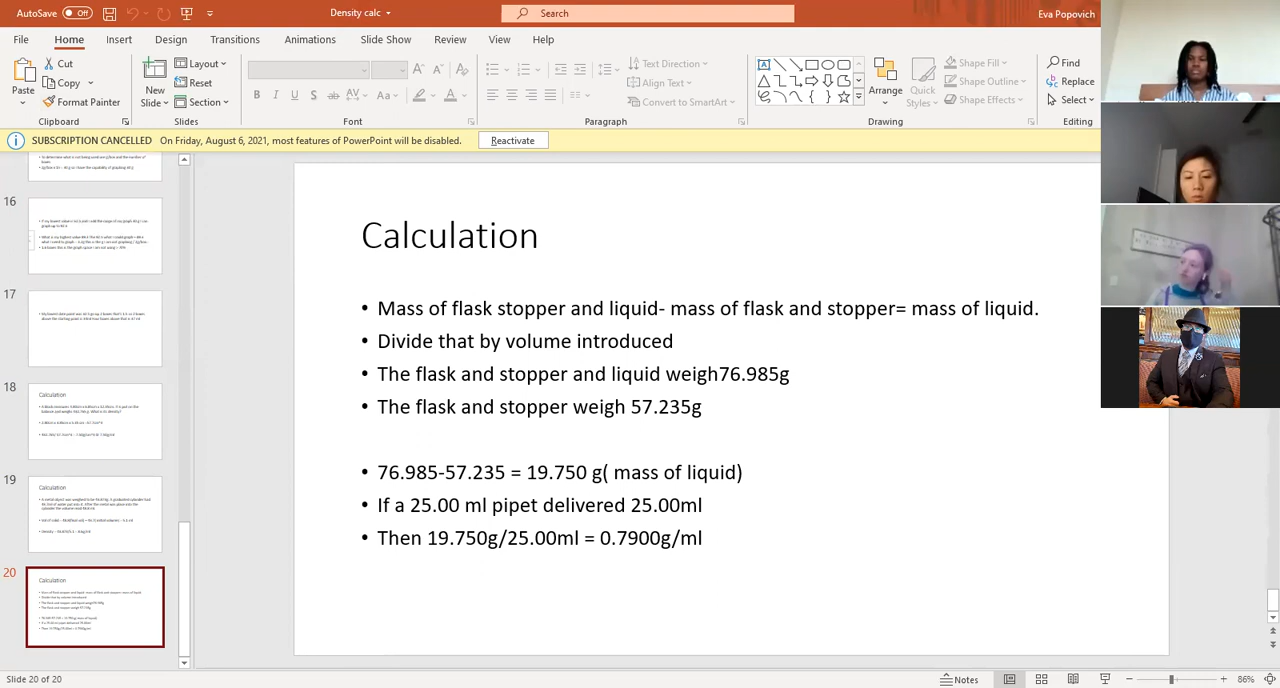 AutoSave Off Density calc Search Eva Popovich
File Home Insert Design Transitions Animations Slide Show Review View Help
Paste Cut Copy Format Painter Clipboard
New Slide Layout Reset Section Slides
B I U S ab AV Aa A Font
Text Direction Align Text Convert to SmartArt Paragraph
Arrange Quick Styles Shape Fill Shape Outline Shape Effects Drawing
Find Replace Select Editing
SUBSCRIPTION CANCELLED On Friday, August 6, 2021, most features of PowerPoint will be disabled. Reactivate
16
17
18
Calculation
19
Calculation
20
Calculation
Calculation
• Mass of flask stopper and liquid- mass of flask and stopper= mass of liquid.
• Divide that by volume introduced
• The flask and stopper and liquid weigh76.985g
• The flask and stopper weigh 57.235g
• 76.985-57.235 = 19.750 g( mass of liquid)
• If a 25.00 ml pipet delivered 25.00ml
• Then 19.750g/25.00ml = 0.7900g/ml
Slide 20 of 20 Notes 86%